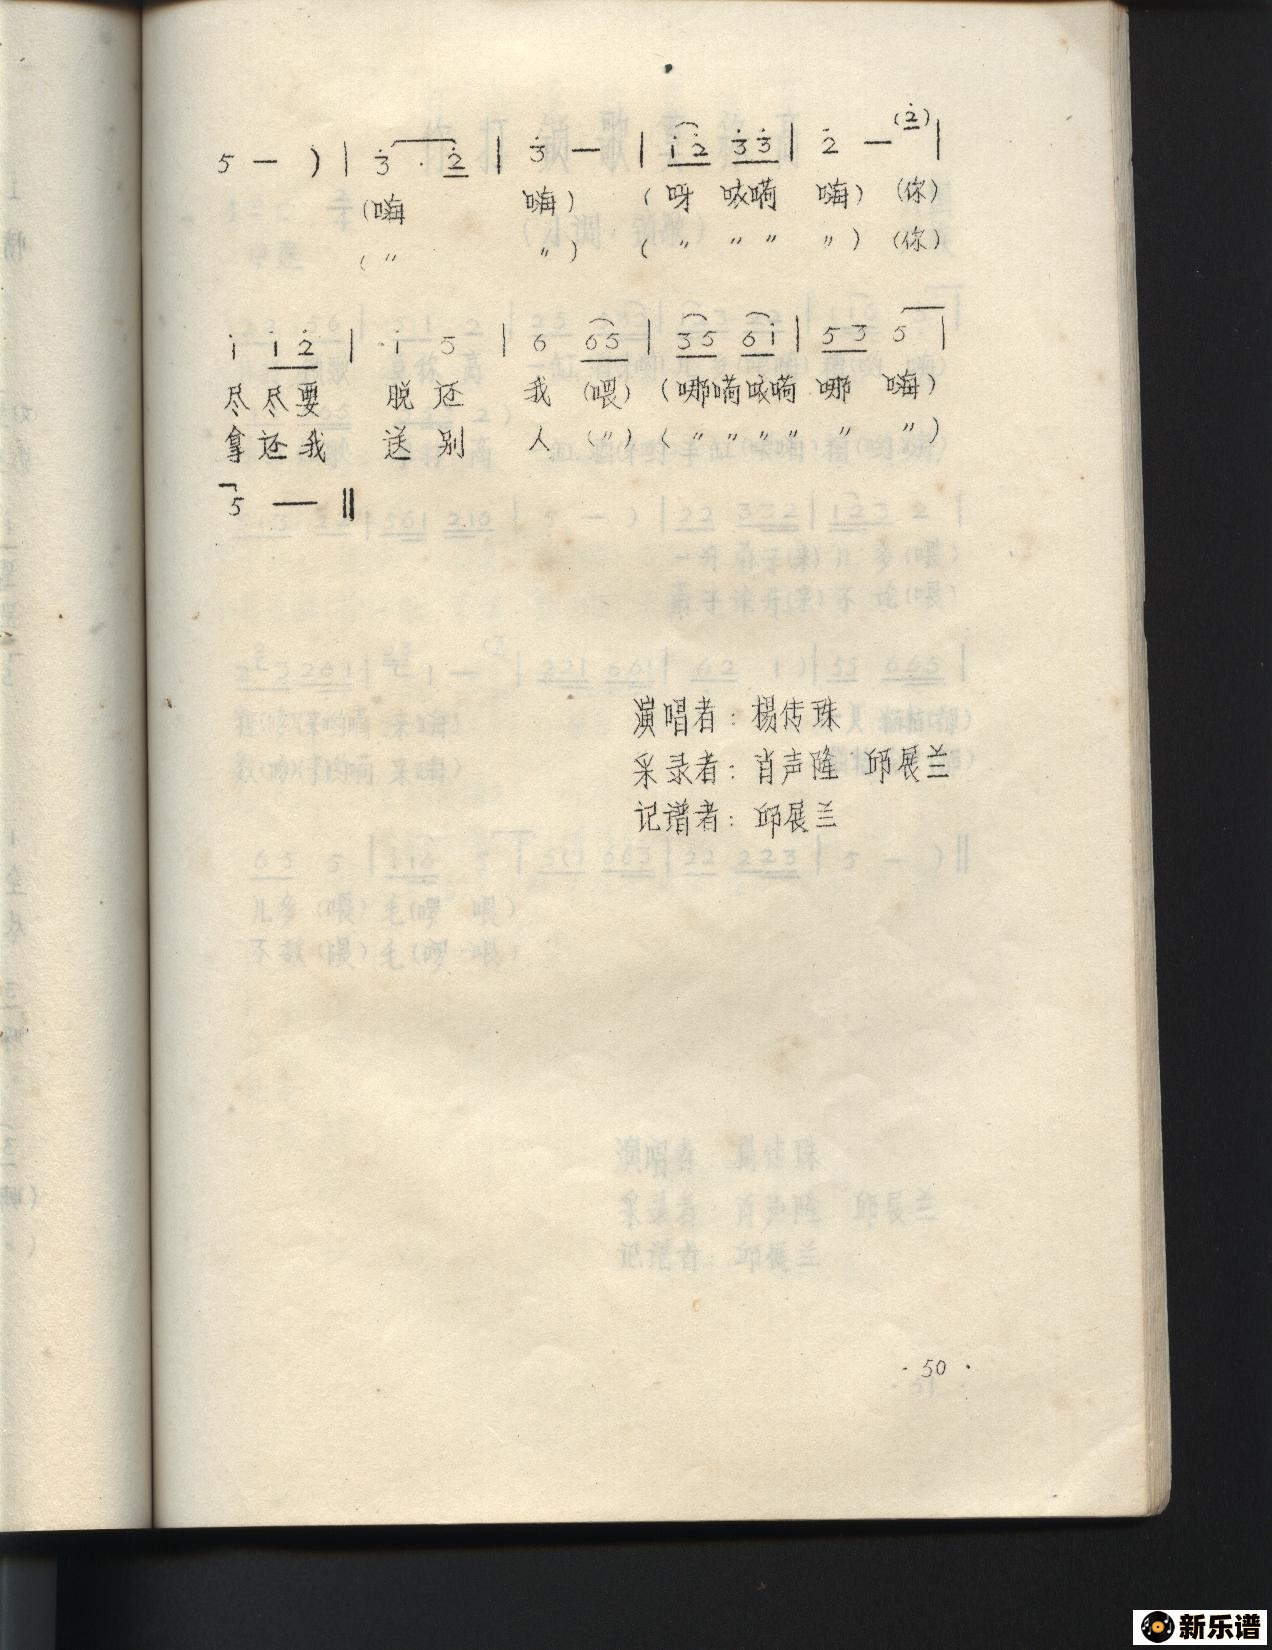 5 — ) | 3̇ · 2̇ | 3̇ — | 1̇ 2̇ 3̇ 3̇ | 2̇ — (2̇) |
(嗨 嗨) (呀 咳嗬 嗨) (你)
(〃 〃) (〃 〃 〃 〃) (你)
1̇ 1̇ 2̇ | 1̇ 5 | 6 6 5 | 3 5 6 1̇ | 5 3 5 |
尽 尽 要 脱 还 我 (喂) (哪嗬咳嗬 哪 嗨)
拿 还 我 送 别 人 (〃) (〃 〃 〃 〃 〃 〃)
5 — ‖
演唱者：杨传珠
采录者：肖声隆 邱展兰
记谱者：邱展兰
· 50 ·
新乐谱